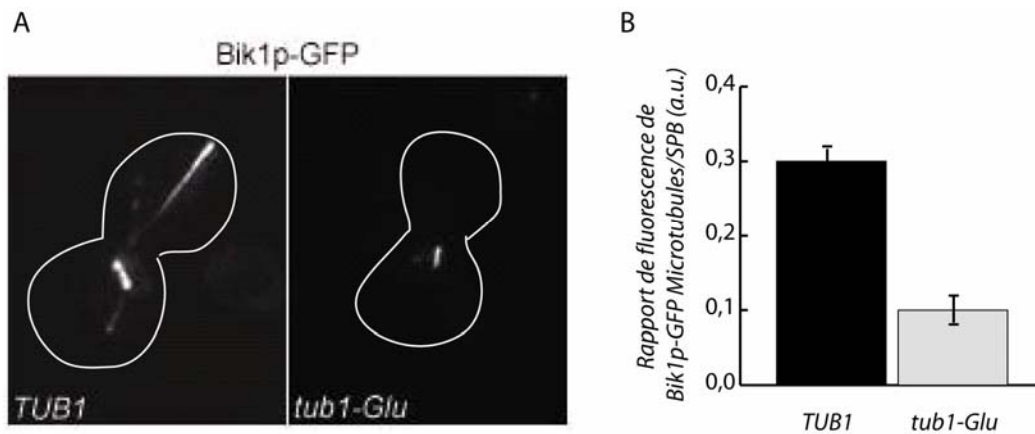 A
Bik1p-GFP
TUB1
tub1-Glu
B
Rapport de fluorescence de
Bik1p-GFP Microtubules/SPB (a.u.)
0,4
0,3
0,2
0,1
0,0
TUB1
tub1-Glu